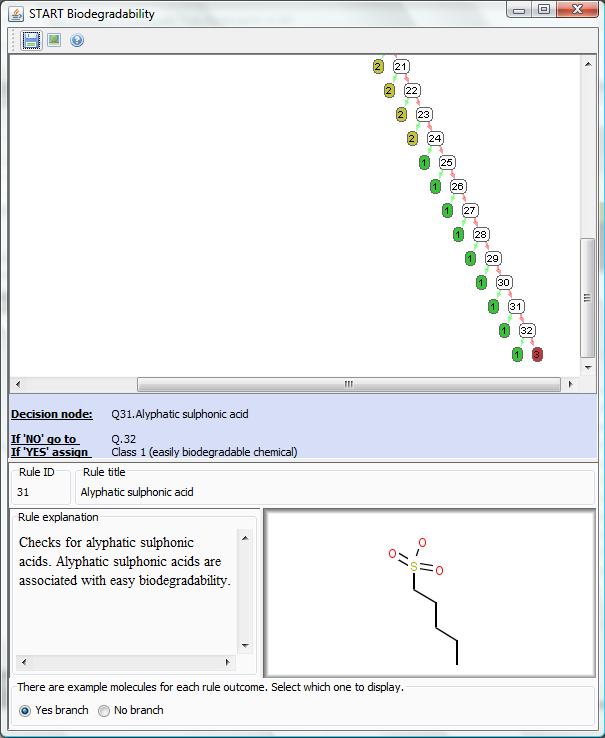 START Biodegradability
2 21
2 22
2 23
2 24
1 25
1 26
1 27
1 28
1 29
1 30
1 31
1 32
1 3
Decision node: Q31.Alyphatic sulphonic acid
If 'NO' go to Q.32
If 'YES' assign Class 1 (easily biodegradable chemical)
Rule ID Rule title
31 Alyphatic sulphonic acid
Rule explanation
Checks for alyphatic sulphonic
acids. Alyphatic sulphonic acids are
associated with easy biodegradability.
O
O
S
O
There are example molecules for each rule outcome. Select which one to display.
Yes branch No branch